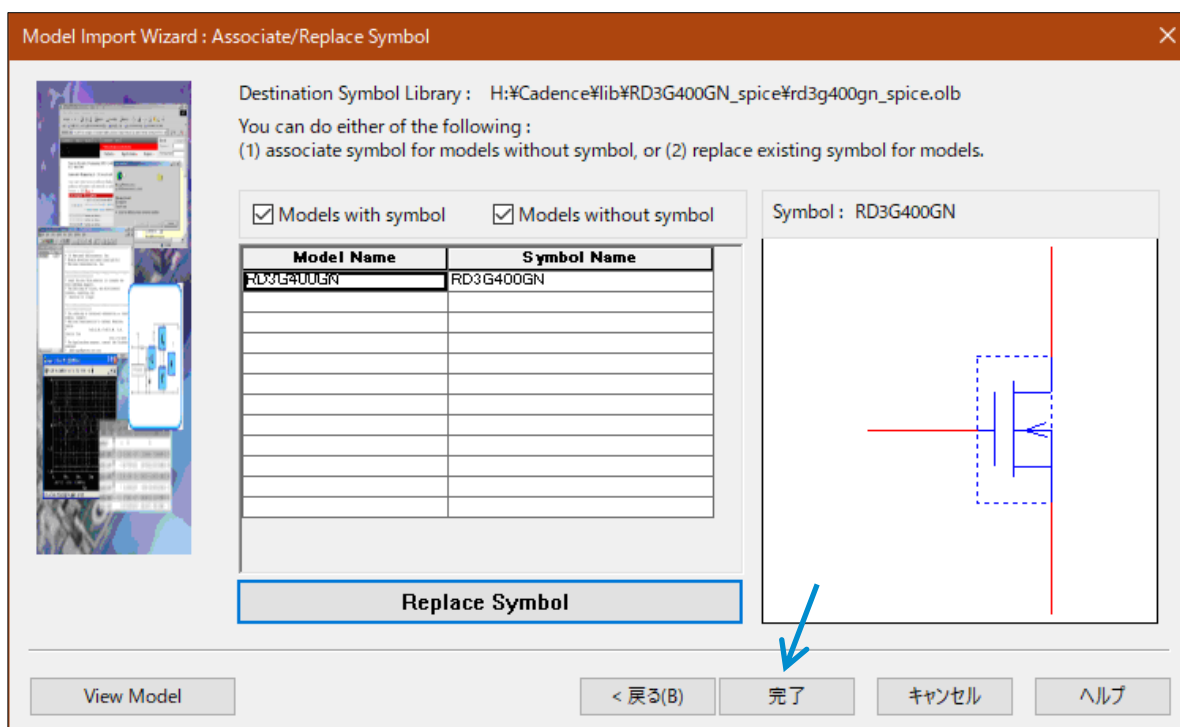 Model Import Wizard : Associate/Replace Symbol
Destination Symbol Library : H:¥Cadence¥lib¥RD3G400GN_spice¥rd3g400gn_spice.olb
You can do either of the following :
(1) associate symbol for models without symbol, or (2) replace existing symbol for models.
Models with symbol Models without symbol
Symbol : RD3G400GN
Model Name Symbol Name
RD3G400GN RD3G400GN
Replace Symbol
View Model < 戻る(B) 完了 キャンセル ヘルプ